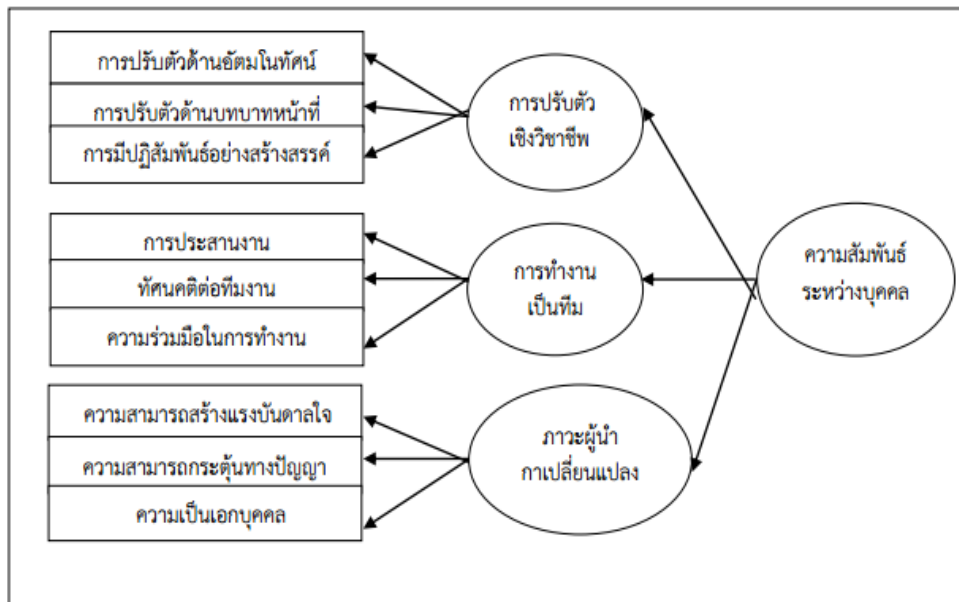 การปรับตัวด้านอัตมโนทัศน์
การปรับตัวด้านบทบาทหน้าที่
การมีปฏิสัมพันธ์อย่างสร้างสรรค์
การปรับตัว
เชิงวิชาชีพ
การประสานงาน
ทัศนคติต่อทีมงาน
ความร่วมมือในการทำงาน
การทำงาน
เป็นทีม
ความสัมพันธ์
ระหว่างบุคคล
ความสามารถสร้างแรงบันดาลใจ
ความสามารถกระตุ้นทางปัญญา
ความเป็นเอกบุคคล
ภาวะผู้นำ
กาเปลี่ยนแปลง